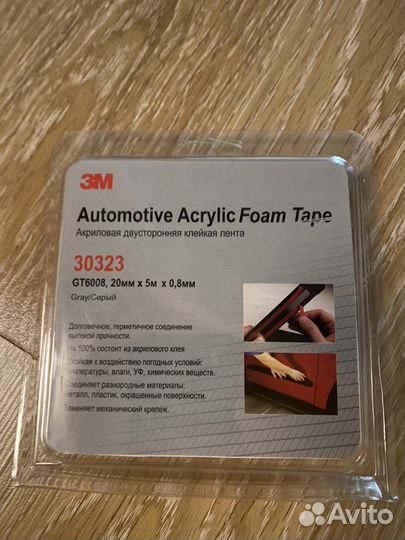 3M
Automotive Acrylic Foam Tape
Акриловая двусторонняя клейкая лента
30323
GT6008, 20мм x 5м x 0,8мм
Gray/Серый
Долговечное, герметичное соединение
высокой прочности.
На 100% состоит из акрилового клея
Стойкая к воздействию погодных условий:
температуры, влаги, УФ, химических веществ.
Соединяет разнородные материалы:
металл, пластик, окрашенные поверхности.
Заменяет механический крепеж.
Avito